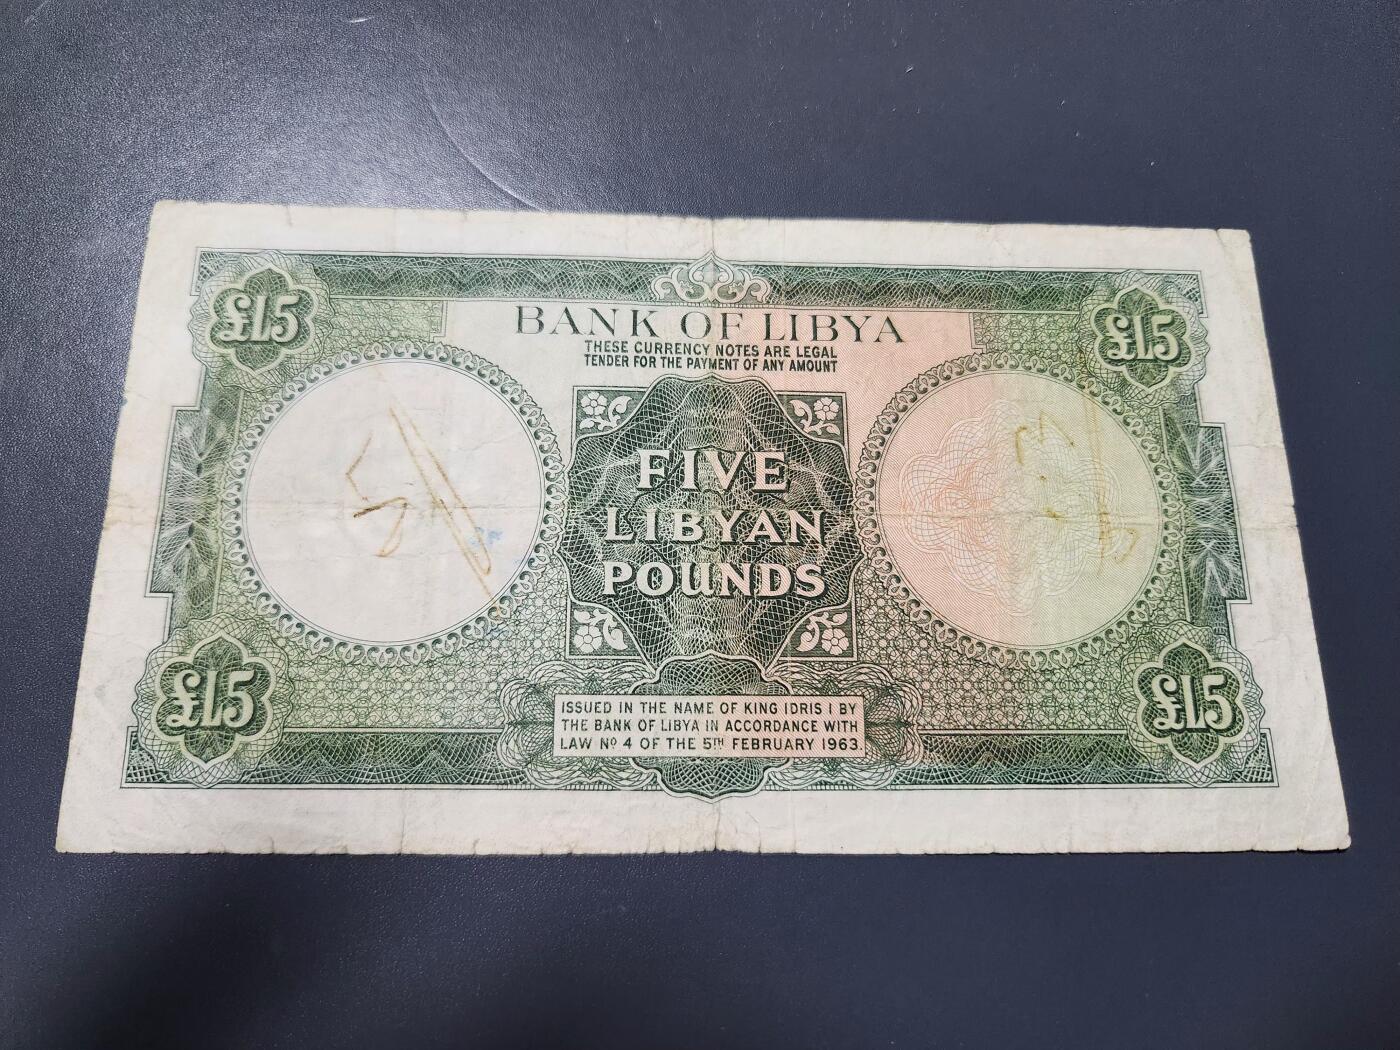 £L5 £L5
BANK OF LIBYA
THESE CURRENCY NOTES ARE LEGAL
TENDER FOR THE PAYMENT OF ANY AMOUNT
FIVE
LIBYAN
POUNDS
£L5 £L5
ISSUED IN THE NAME OF KING IDRIS I BY
THE BANK OF LIBYA IN ACCORDANCE WITH
LAW Nº 4 OF THE 5TH FEBRUARY 1963.